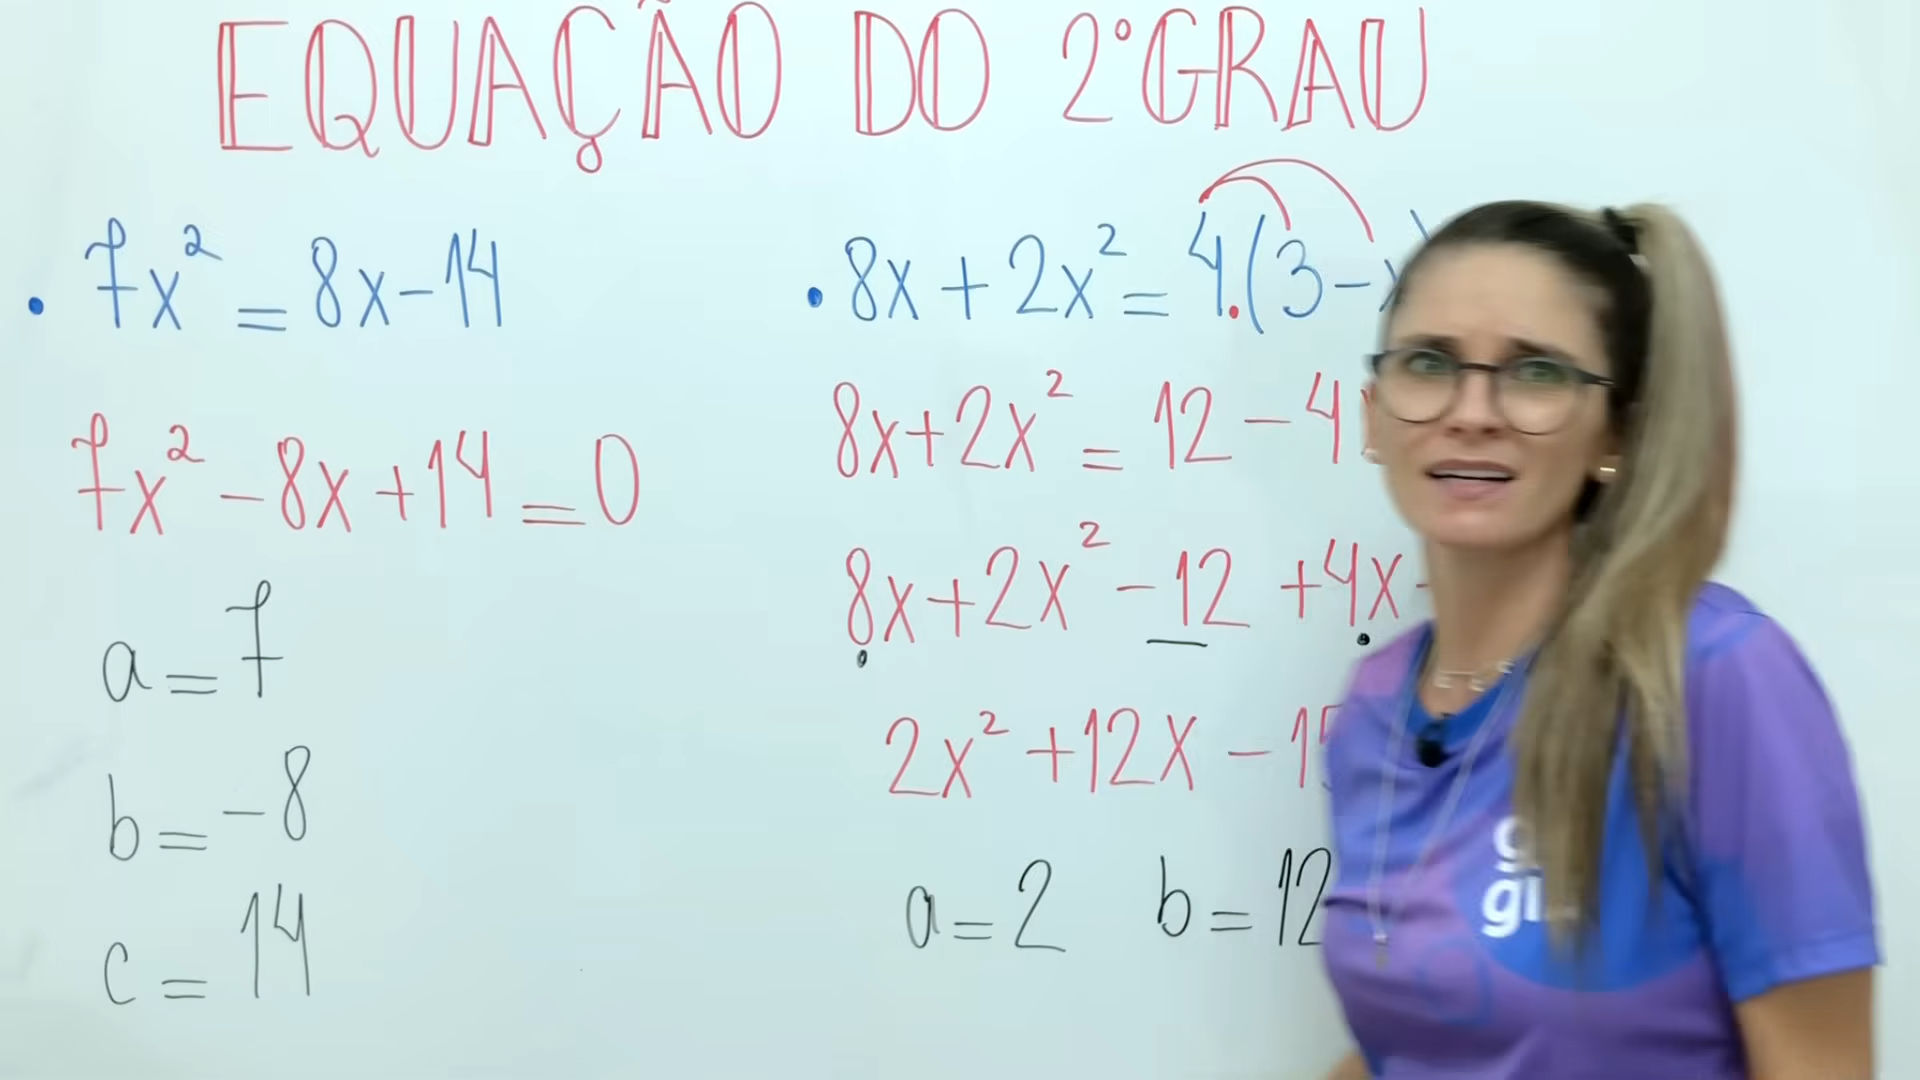 EQUAÇÃO DO 2º GRAU
• 7x² = 8x - 14
7x² - 8x + 14 = 0
a = 7
b = -8
c = 14
• 8x + 2x² = 4.(3 - x)
8x + 2x² = 12 - 4
8x + 2x² - 12 + 4x
2x² + 12x - 1
a = 2 b = 12